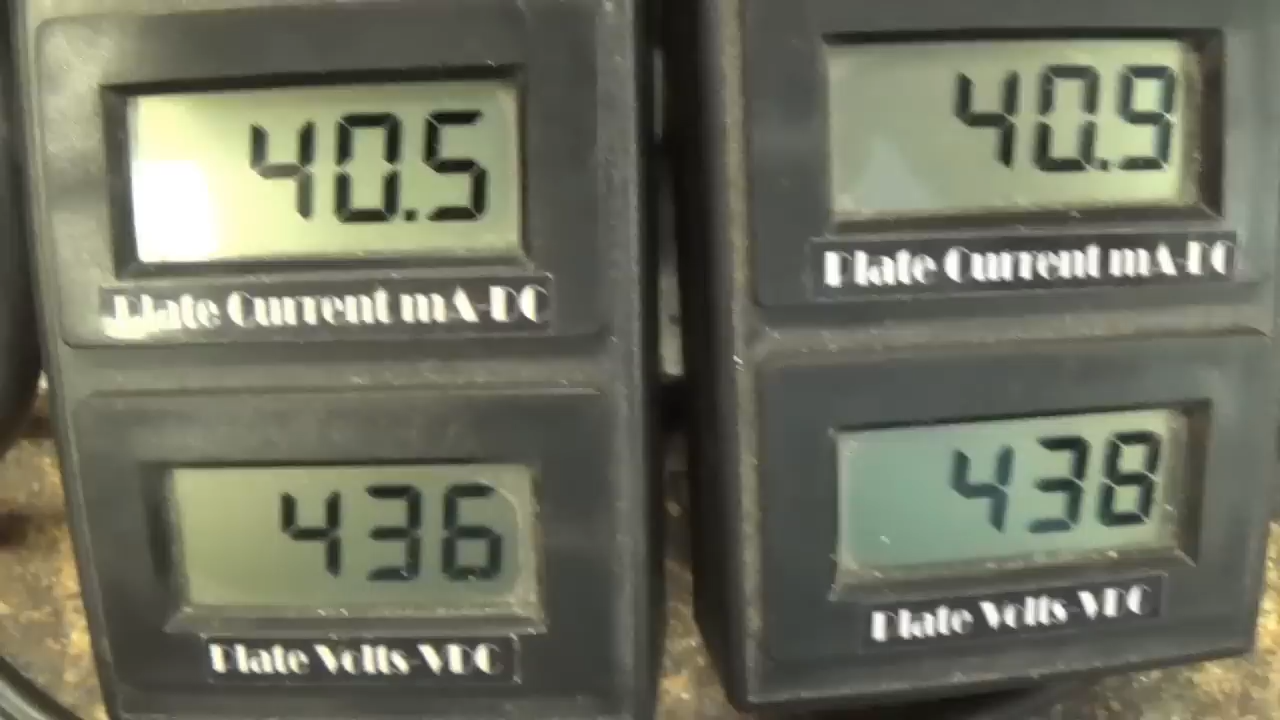 40.5
Plate Current mA-DC
436
Plate Volts-VDC
40.9
Plate Current mA-DC
438
Plate Volts-VDC